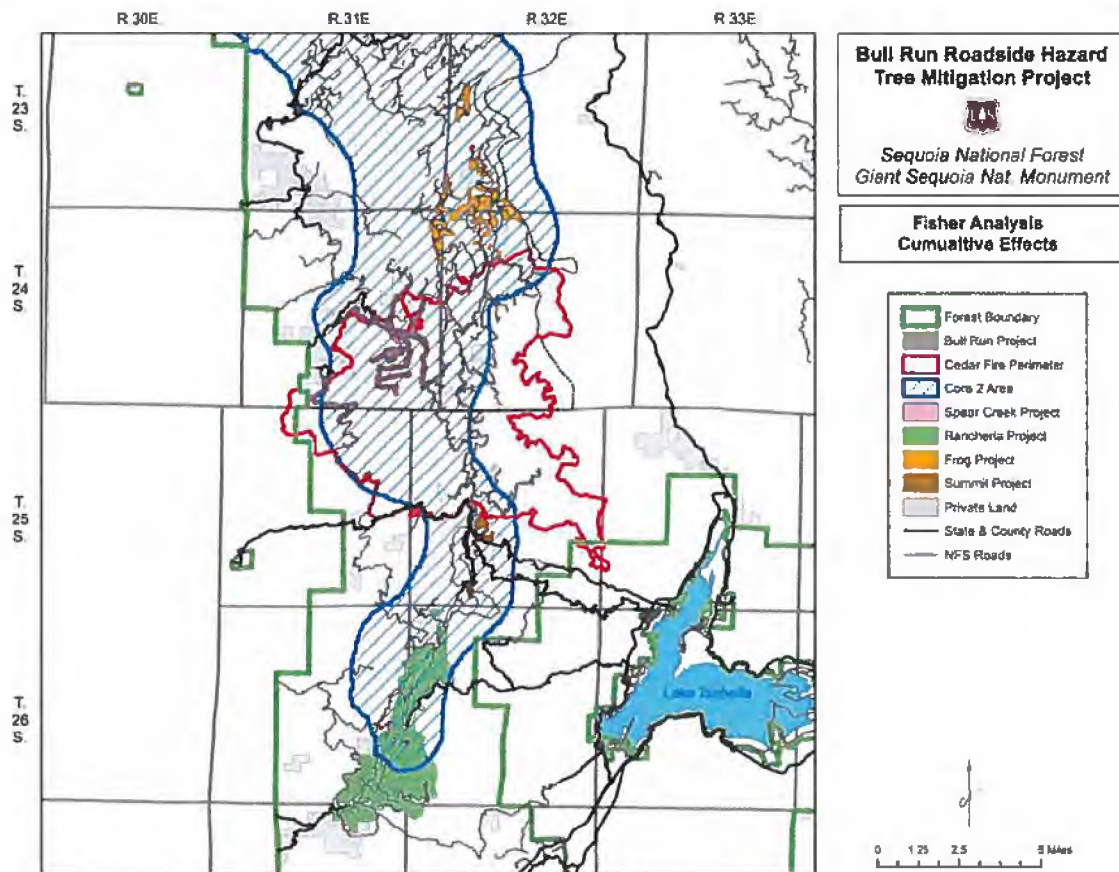 R 30E.
R.31E.
R.32E.
R 33E.
T.
23
S.
T.
24
S.
T.
25
S.
T.
26
S.
Lake Isabella
Bull Run Roadside Hazard
Tree Mitigation Project
Sequoia National Forest
Giant Sequoia Nat. Monument
Fisher Analysis
Cumualtive Effects
Forest Boundary
Bull Run Project
Cedar Fire Perimeter
Core 2 Area
Spear Creek Project
Rancheria Project
Frog Project
Summit Project
Private Land
State & County Roads
NFS Roads
0 1.25 2.5 5 Miles